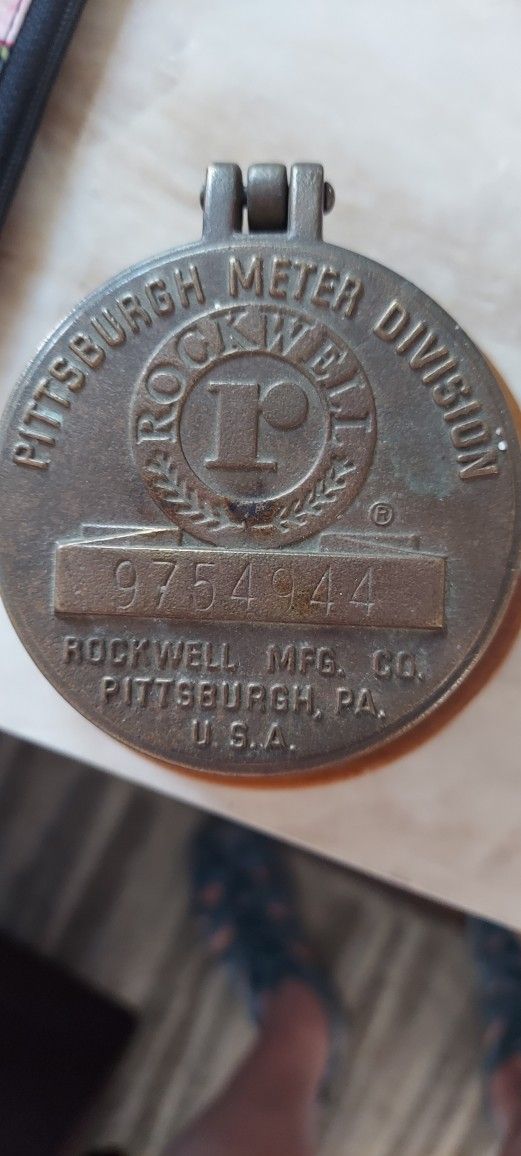 PITTSBURGH METER DIVISION
ROCKWELL
r
®
9754944
ROCKWELL MFG. CO.
PITTSBURGH, PA.
U.S.A.